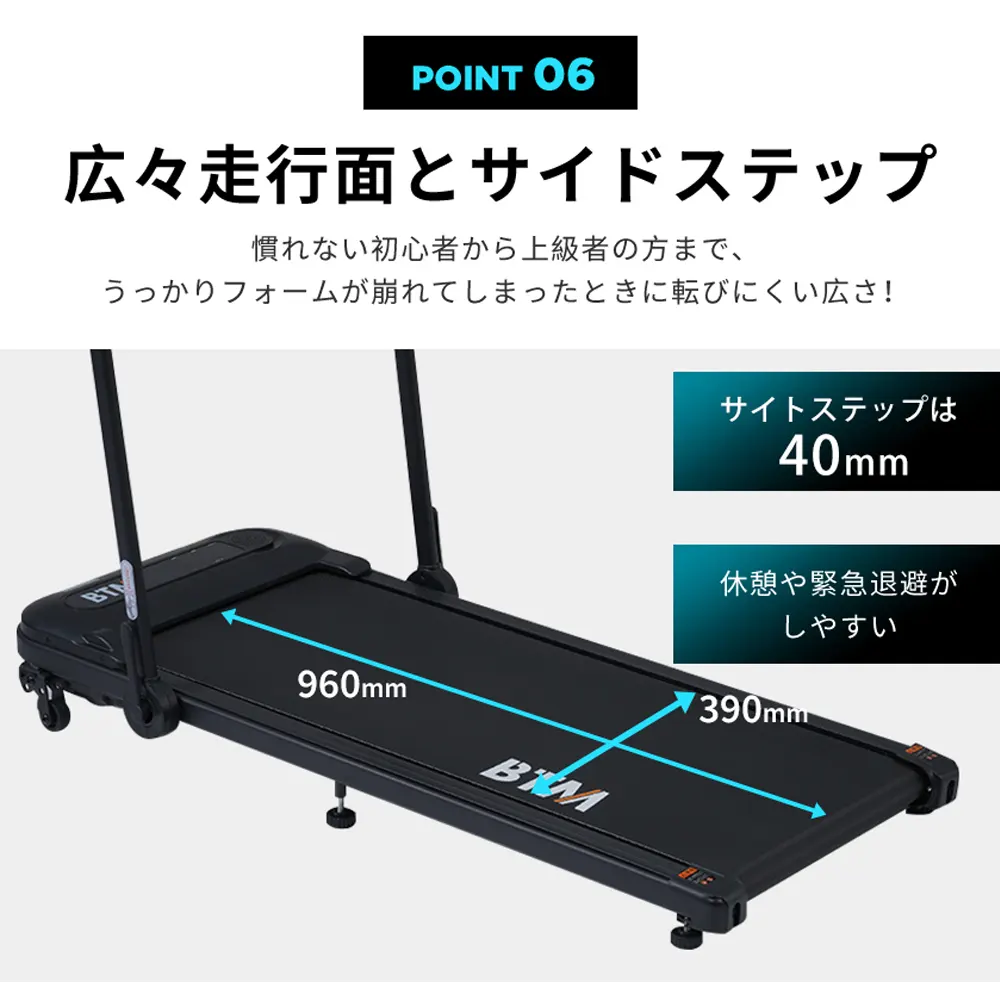 POINT 06
広々走行面とサイドステップ
慣れない初心者から上級者の方まで、
うっかりフォームが崩れてしまったときに転びにくい広さ!
サイトステップは
40mm
休憩や緊急退避が
しやすい
BTM
960mm
390mm
BTM